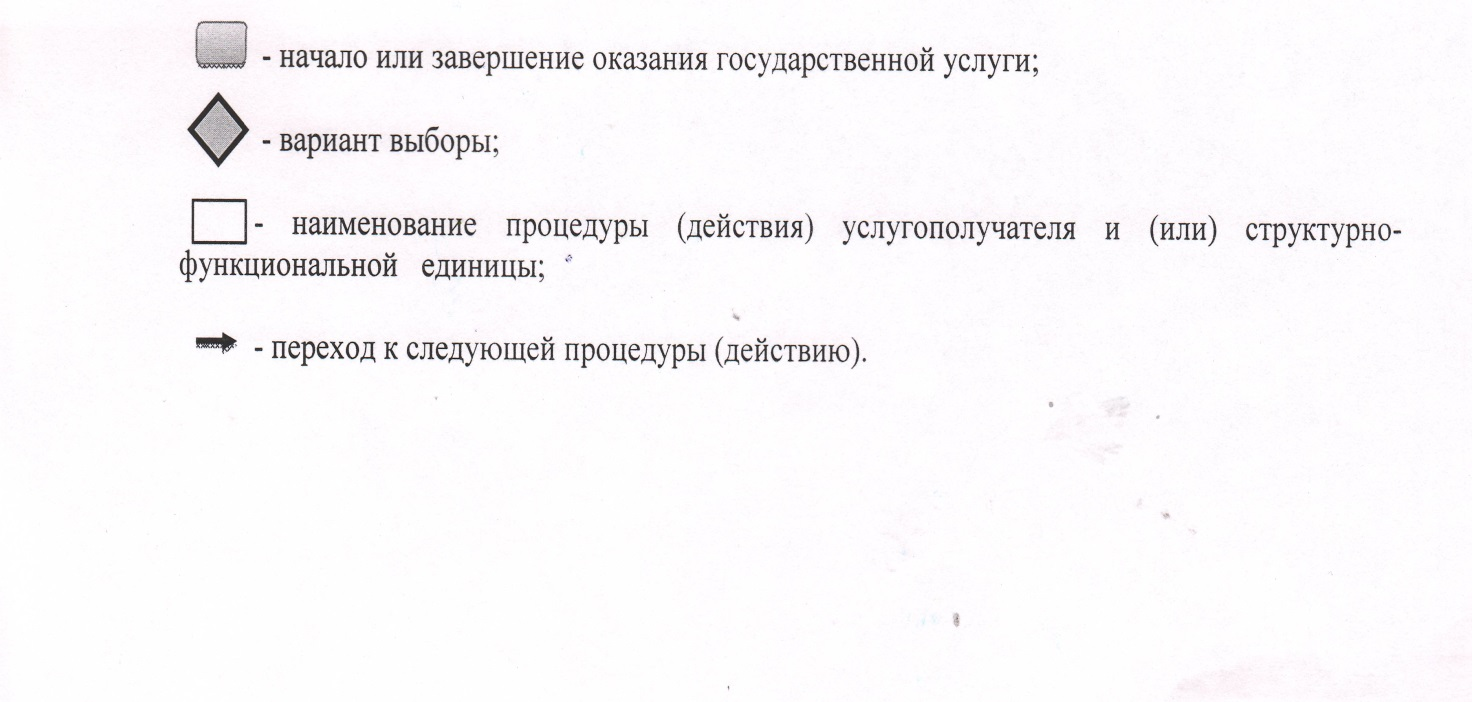 - начало или завершение оказания государственной услуги;
- вариант выборы;
- наименование процедуры (действия) услугополучателя и (или) структурно-
функциональной единицы;
- переход к следующей процедуры (действию).